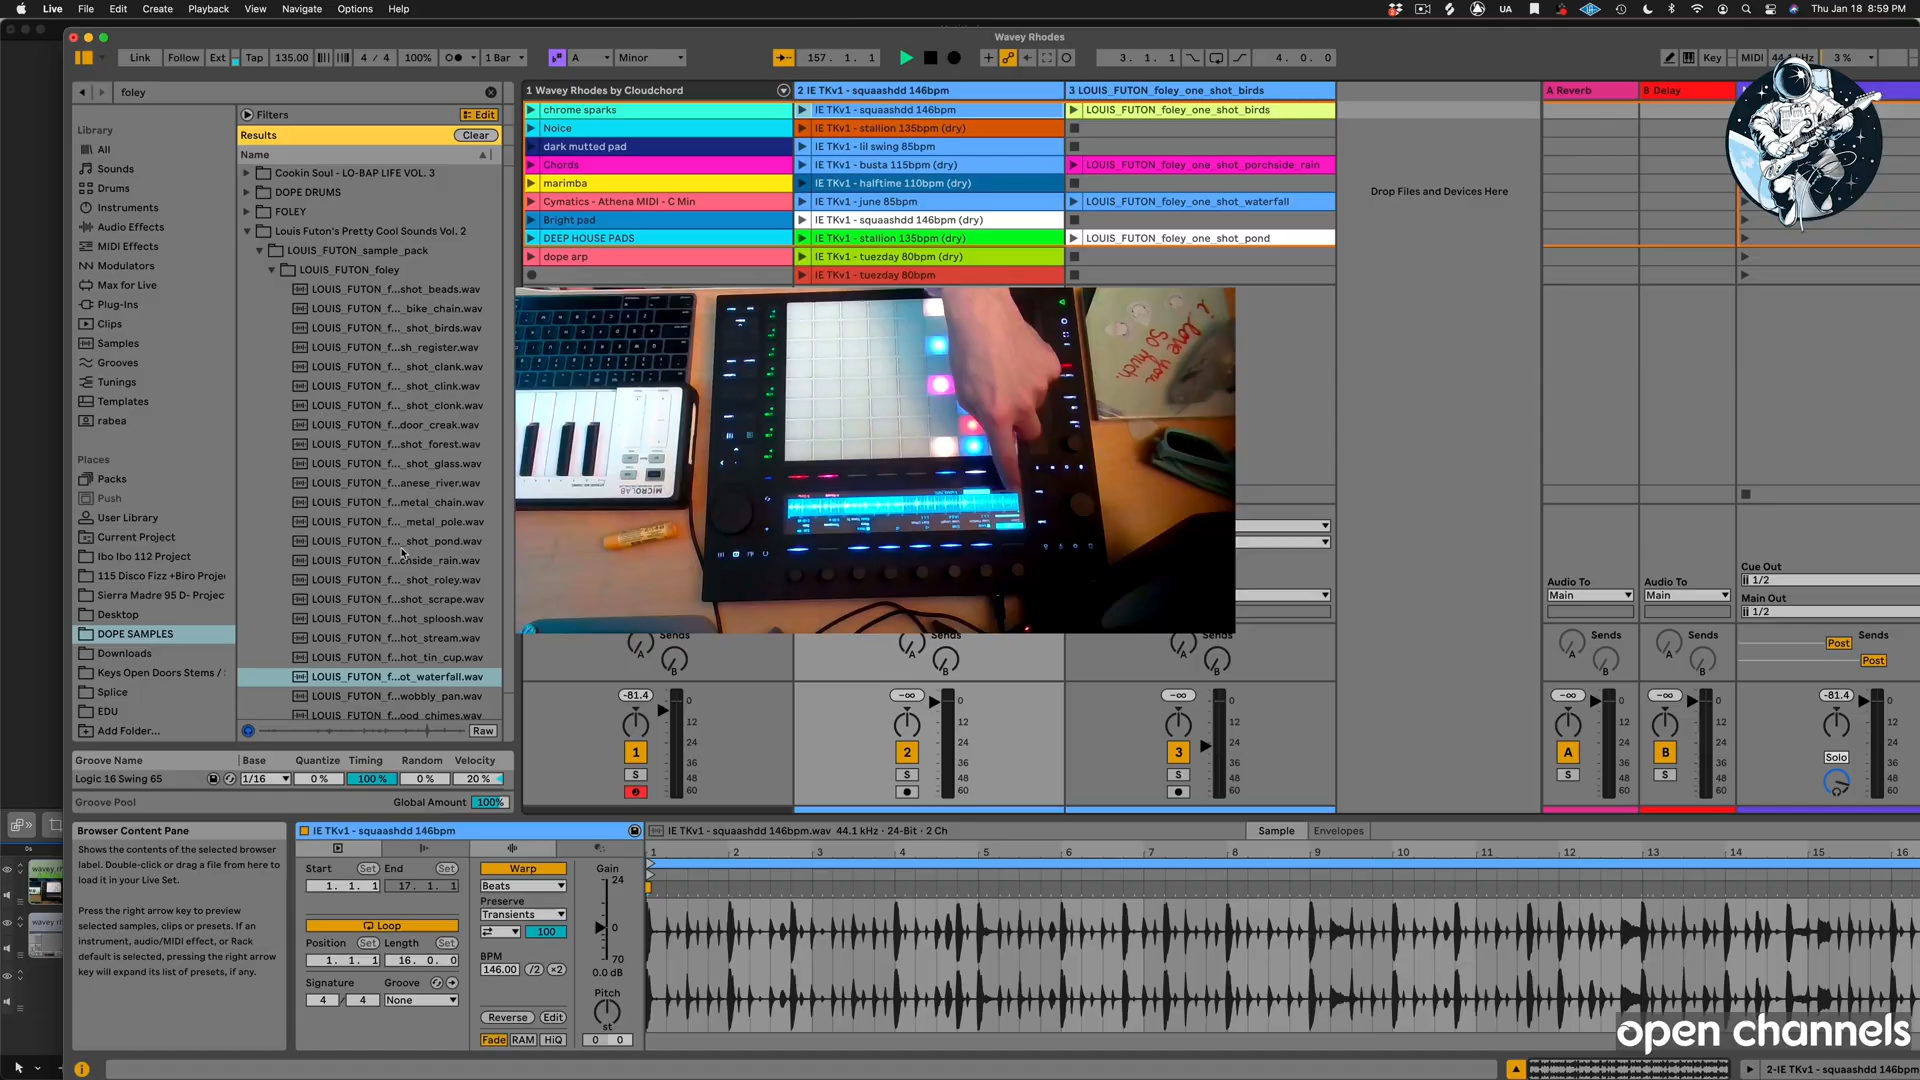 Live File Edit Create Playback View Navigate Options Help
UA Thu Jan 18 8:59 PM
Wavey Rhodes
Link Follow Ext Tap 135.00 4 / 4 100% 1 Bar A Minor 157. 1. 1 3. 1. 1 4. 0. 0 Key MIDI 44.1 kHz 3 %
foley
Filters Edit
Results Clear
Name
Library
All
Sounds
Drums
Instruments
Audio Effects
MIDI Effects
Modulators
Max for Live
Plug-Ins
Clips
Samples
Grooves
Tunings
Templates
rabea
Places
Packs
Push
User Library
Current Project
Ibo Ibo 112 Project
115 Disco Fizz +Biro Projec
Sierra Madre 95 D- Projec
Desktop
DOPE SAMPLES
Downloads
Keys Open Doors Stems /
Splice
EDU
Add Folder...
Cookin Soul - LO-BAP LIFE VOL. 3
DOPE DRUMS
FOLEY
Louis Futon's Pretty Cool Sounds Vol. 2
LOUIS_FUTON_sample_pack
LOUIS_FUTON_foley
LOUIS_FUTON_f...shot_beads.wav
LOUIS_FUTON_f..._bike_chain.wav
LOUIS_FUTON_f..._shot_birds.wav
LOUIS_FUTON_f...sh_register.wav
LOUIS_FUTON_f..._shot_clank.wav
LOUIS_FUTON_f..._shot_clink.wav
LOUIS_FUTON_f..._shot_clonk.wav
LOUIS_FUTON_f...door_creak.wav
LOUIS_FUTON_f...shot_forest.wav
LOUIS_FUTON_f...shot_glass.wav
LOUIS_FUTON_f...anese_river.wav
LOUIS_FUTON_f...metal_chain.wav
LOUIS_FUTON_f..._metal_pole.wav
LOUIS_FUTON_f..._shot_pond.wav
LOUIS_FUTON_f...nside_rain.wav
LOUIS_FUTON_f..._shot_roley.wav
LOUIS_FUTON_f...shot_scrape.wav
LOUIS_FUTON_f...hot_sploosh.wav
LOUIS_FUTON_f...hot_stream.wav
LOUIS_FUTON_f...hot_tin_cup.wav
LOUIS_FUTON_f...ot_waterfall.wav
LOUIS_FUTON_f...wobbly_pan.wav
LOUIS_FUTON_f...ood_chimes.wav
Raw
1 Wavey Rhodes by Cloudchord
chrome sparks
Noice
dark mutted pad
Chords
marimba
Cymatics - Athena MIDI - C Min
Bright pad
DEEP HOUSE PADS
dope arp
2 IE TKv1 - squaashdd 146bpm
IE TKv1 - squaashdd 146bpm
IE TKv1 - stallion 135bpm (dry)
IE TKv1 - lil swing 85bpm
IE TKv1 - busta 115bpm (dry)
IE TKv1 - halftime 110bpm (dry)
IE TKv1 - june 85bpm
IE TKv1 - squaashdd 146bpm (dry)
IE TKv1 - stallion 135bpm (dry)
IE TKv1 - tuezday 80bpm (dry)
IE TKv1 - tuezday 80bpm
3 LOUIS_FUTON_foley_one_shot_birds
LOUIS_FUTON_foley_one_shot_birds
LOUIS_FUTON_foley_one_shot_porchside_rain
LOUIS_FUTON_foley_one_shot_waterfall
LOUIS_FUTON_foley_one_shot_pond
Drop Files and Devices Here
A Reverb
B Delay
i love you so much.
MICROLAB
Cue Out
1/2
Main Out
1/2
Audio To
Main
Audio To
Main
Sends A B
Sends A B
Sends A B
Sends A B
Sends A B
Sends
Post
Post
-81.4 0 12 24 36 48 60 1 S
-∞ 0 12 24 36 48 60 2 S
-∞ 0 12 24 36 48 60 3 S
-∞ 0 12 24 36 48 60 A S
-∞ 0 12 24 36 48 60 B S
-81.4 0 12 24 36 48 60 Solo
Groove Name Base Quantize Timing Random Velocity
Logic 16 Swing 65 1/16 0 % 100 % 0 % 20 %
Groove Pool Global Amount 100%
Browser Content Pane
Shows the contents of the selected browser
label. Double-click or drag a file from here to
load it in your Live Set.
Press the right arrow key to preview
selected samples, clips or presets. If an
instrument, audio/MIDI effect, or Rack
default is selected, pressing the right arrow
key will expand its list of presets, if any.
IE TKv1 - squaashdd 146bpm
Start Set End Set
1. 1. 1 17. 1. 1
Loop
Position Set Length Set
1. 1. 1 16. 0. 0
Signature Groove
4 / 4 None
Warp
Beats
Preserve
Transients
100
BPM
146.00 /2 ×2
Reverse Edit
Fade RAM HiQ
Gain
24
0
70
0.0 dB
Pitch
st
0 0
IE TKv1 - squaashdd 146bpm.wav 44.1 kHz · 24-Bit · 2 Ch
Sample Envelopes
1 2 3 4 5 6 7 8 9 10 11 12 13 14 15 16
0s
open channels
2-IE TKv1 - squaashdd 146bpm